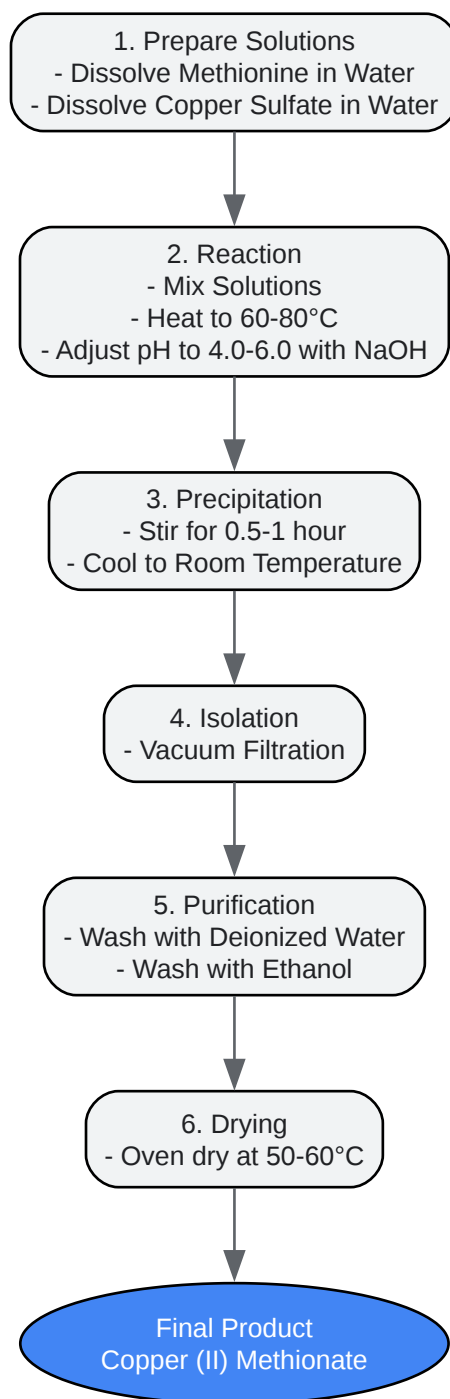 1. Prepare Solutions
- Dissolve Methionine in Water
- Dissolve Copper Sulfate in Water
2. Reaction
- Mix Solutions
- Heat to 60-80°C
- Adjust pH to 4.0-6.0 with NaOH
3. Precipitation
- Stir for 0.5-1 hour
- Cool to Room Temperature
4. Isolation
- Vacuum Filtration
5. Purification
- Wash with Deionized Water
- Wash with Ethanol
6. Drying
- Oven dry at 50-60°C
Final Product
Copper (II) Methionate